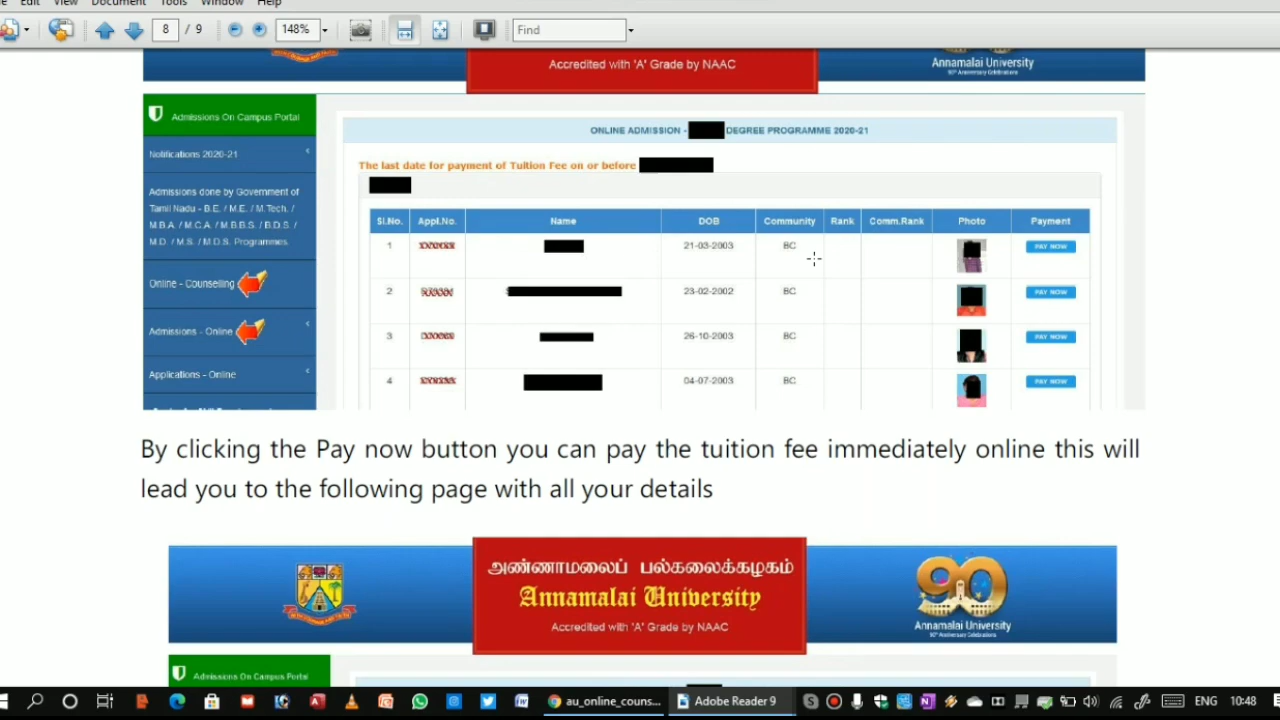 Edit View Document Tools Window Help
8 / 9 148% Find
Accredited with 'A' Grade by NAAC
Annamalai University
90th Anniversary Celebrations
Admissions On Campus Portal
Notifications 2020-21
Admissions done by Government of
Tamil Nadu - B.E. / M.E. / M.Tech. /
M.B.A. / M.C.A. / M.B.B.S. / B.D.S /
M.D. / M.S. / M.D.S. Programmes.
Online - Counselling
Admissions - Online
Applications - Online
ONLINE ADMISSION - DEGREE PROGRAMME 2020-21
The last date for payment of Tuition Fee on or before
Sl.No. Appl.No. Name DOB Community Rank Comm.Rank Photo Payment
1 21-03-2003 BC PAY NOW
2 23-02-2002 BC PAY NOW
3 26-10-2003 BC PAY NOW
4 04-07-2003 BC PAY NOW
By clicking the Pay now button you can pay the tuition fee immediately online this will
lead you to the following page with all your details
அண்ணாமலைப் பல்கலைக்கழகம்
Annamalai University
Accredited with 'A' Grade by NAAC
90
Annamalai University
90th Anniversary Celebrations
Admissions On Campus Portal
au_online_couns... Adobe Reader 9 ENG 10:48